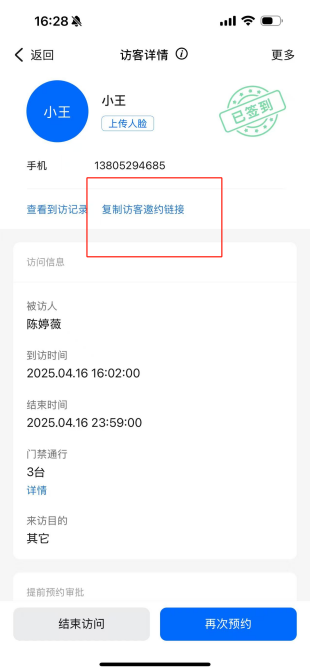 16:28
返回 访客详情 更多
小王 小王
上传人脸
已签到
手机 13805294685
查看到访记录 复制访客邀约链接
访问信息
被访人
陈婷薇
到访时间
2025.04.16 16:02:00
结束时间
2025.04.16 23:59:00
门禁通行
3台
详情
来访目的
其它
提前预约审批
结束访问 再次预约